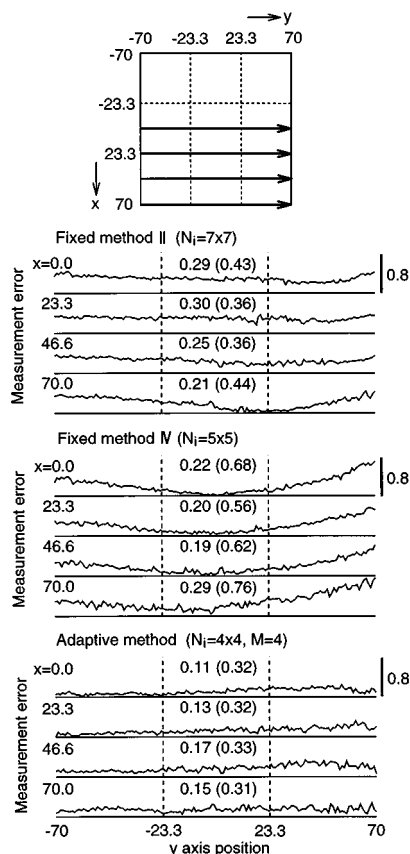 y
-70 -23.3 23.3 70
-70
-23.3
23.3
x 70
Fixed method Ⅱ (Ni=7x7)
x=0.0 0.29 (0.43)
0.8
23.3 0.30 (0.36)
46.6 0.25 (0.36)
70.0 0.21 (0.44)
Measurement error
Fixed method Ⅳ (Ni=5x5)
x=0.0 0.22 (0.68)
0.8
23.3 0.20 (0.56)
46.6 0.19 (0.62)
70.0 0.29 (0.76)
Measurement error
Adaptive method (Ni=4x4, M=4)
x=0.0 0.11 (0.32)
0.8
23.3 0.13 (0.32)
46.6 0.17 (0.33)
70.0 0.15 (0.31)
Measurement error
-70 -23.3 23.3 70
y axis position